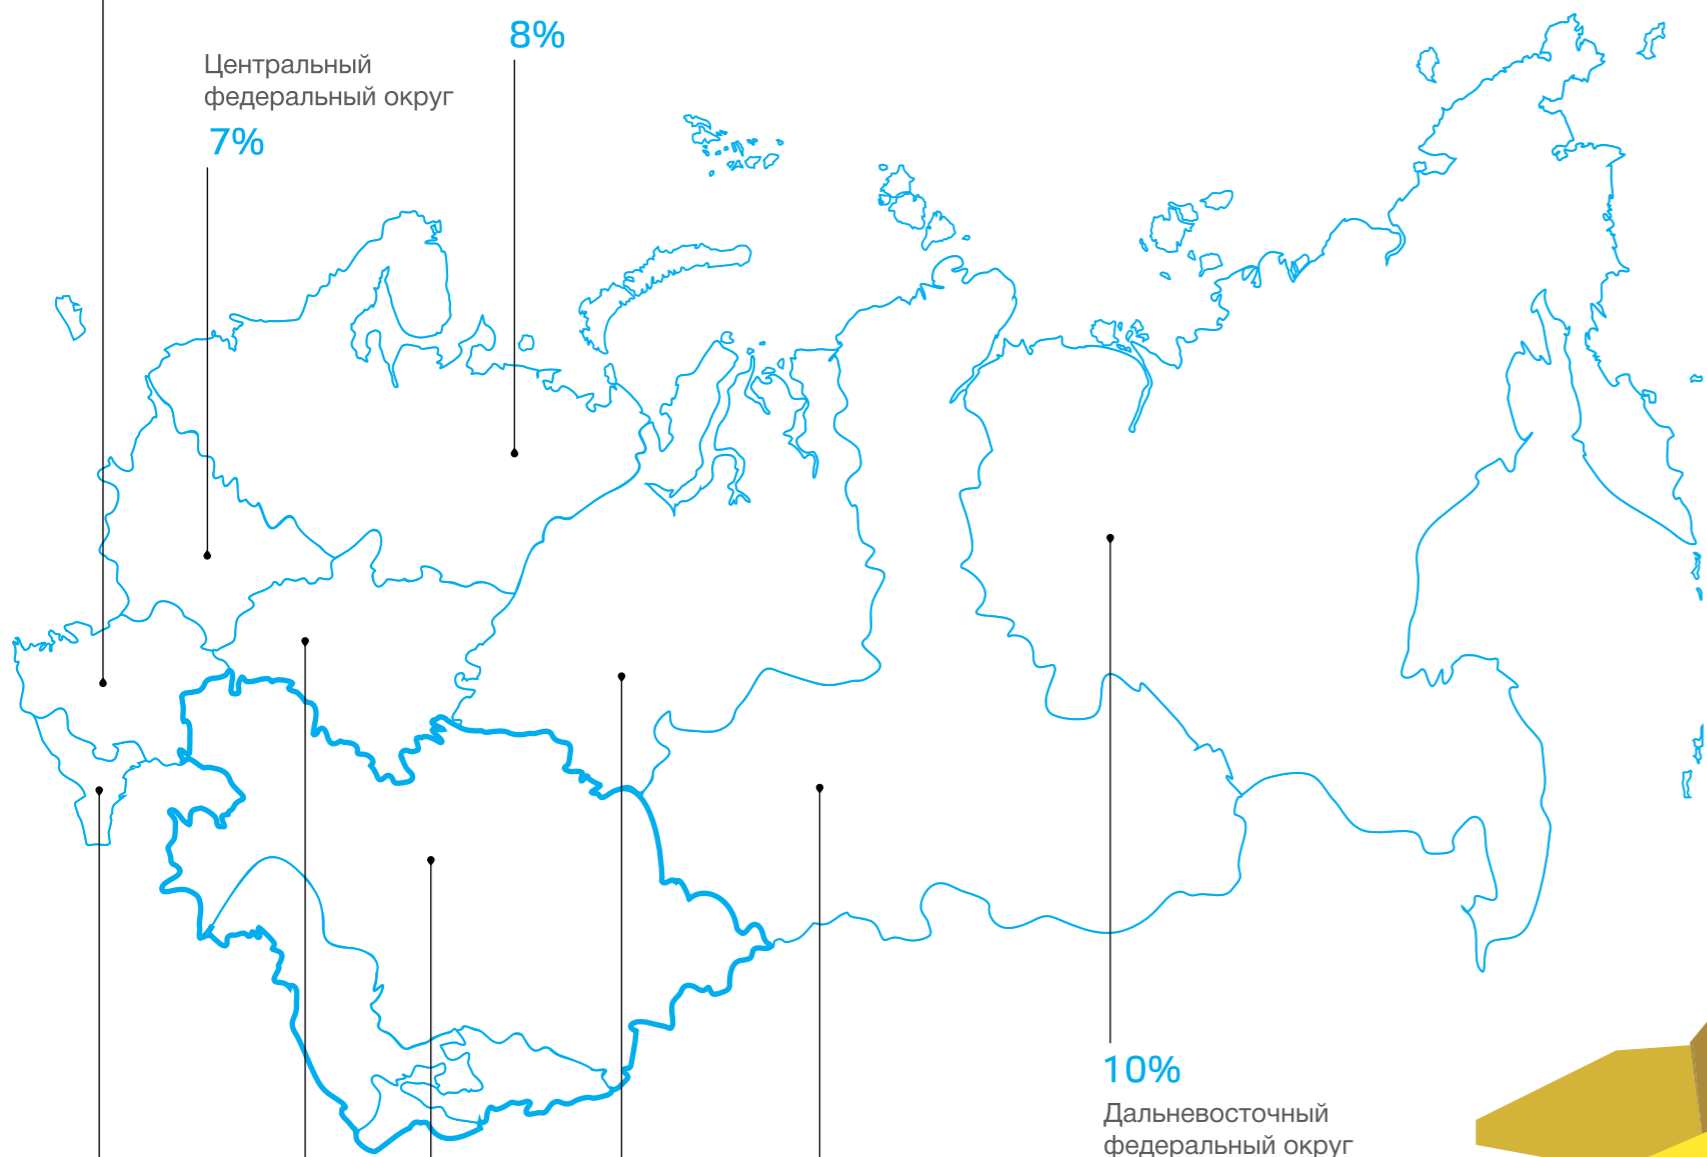 8%
Центральный
федеральный округ
7%
10%
Дальневосточный
федеральный округ